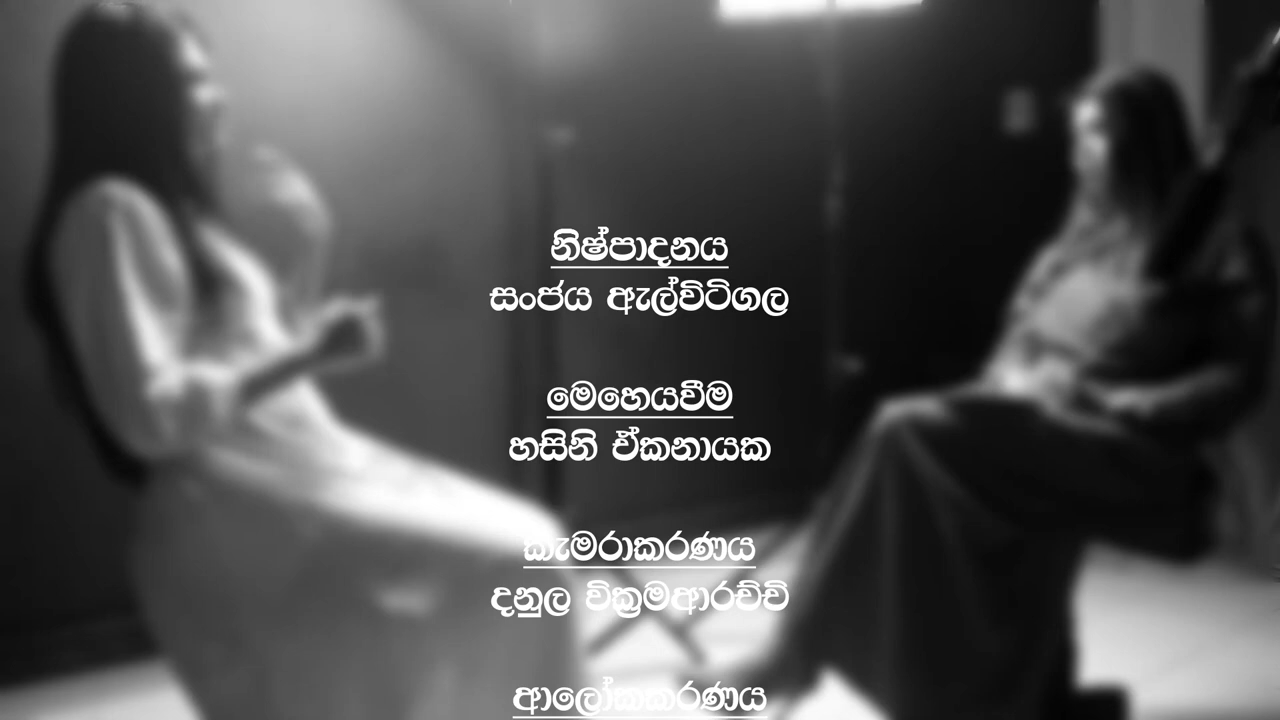 නිෂ්පාදනය
සංජය ඇල්විටිගල
මෙහෙයවීම
හසිනි ඒකනායක
කැමරාකරණය
දනුල වික්‍රමආරච්චි
ආලෝකකරණය